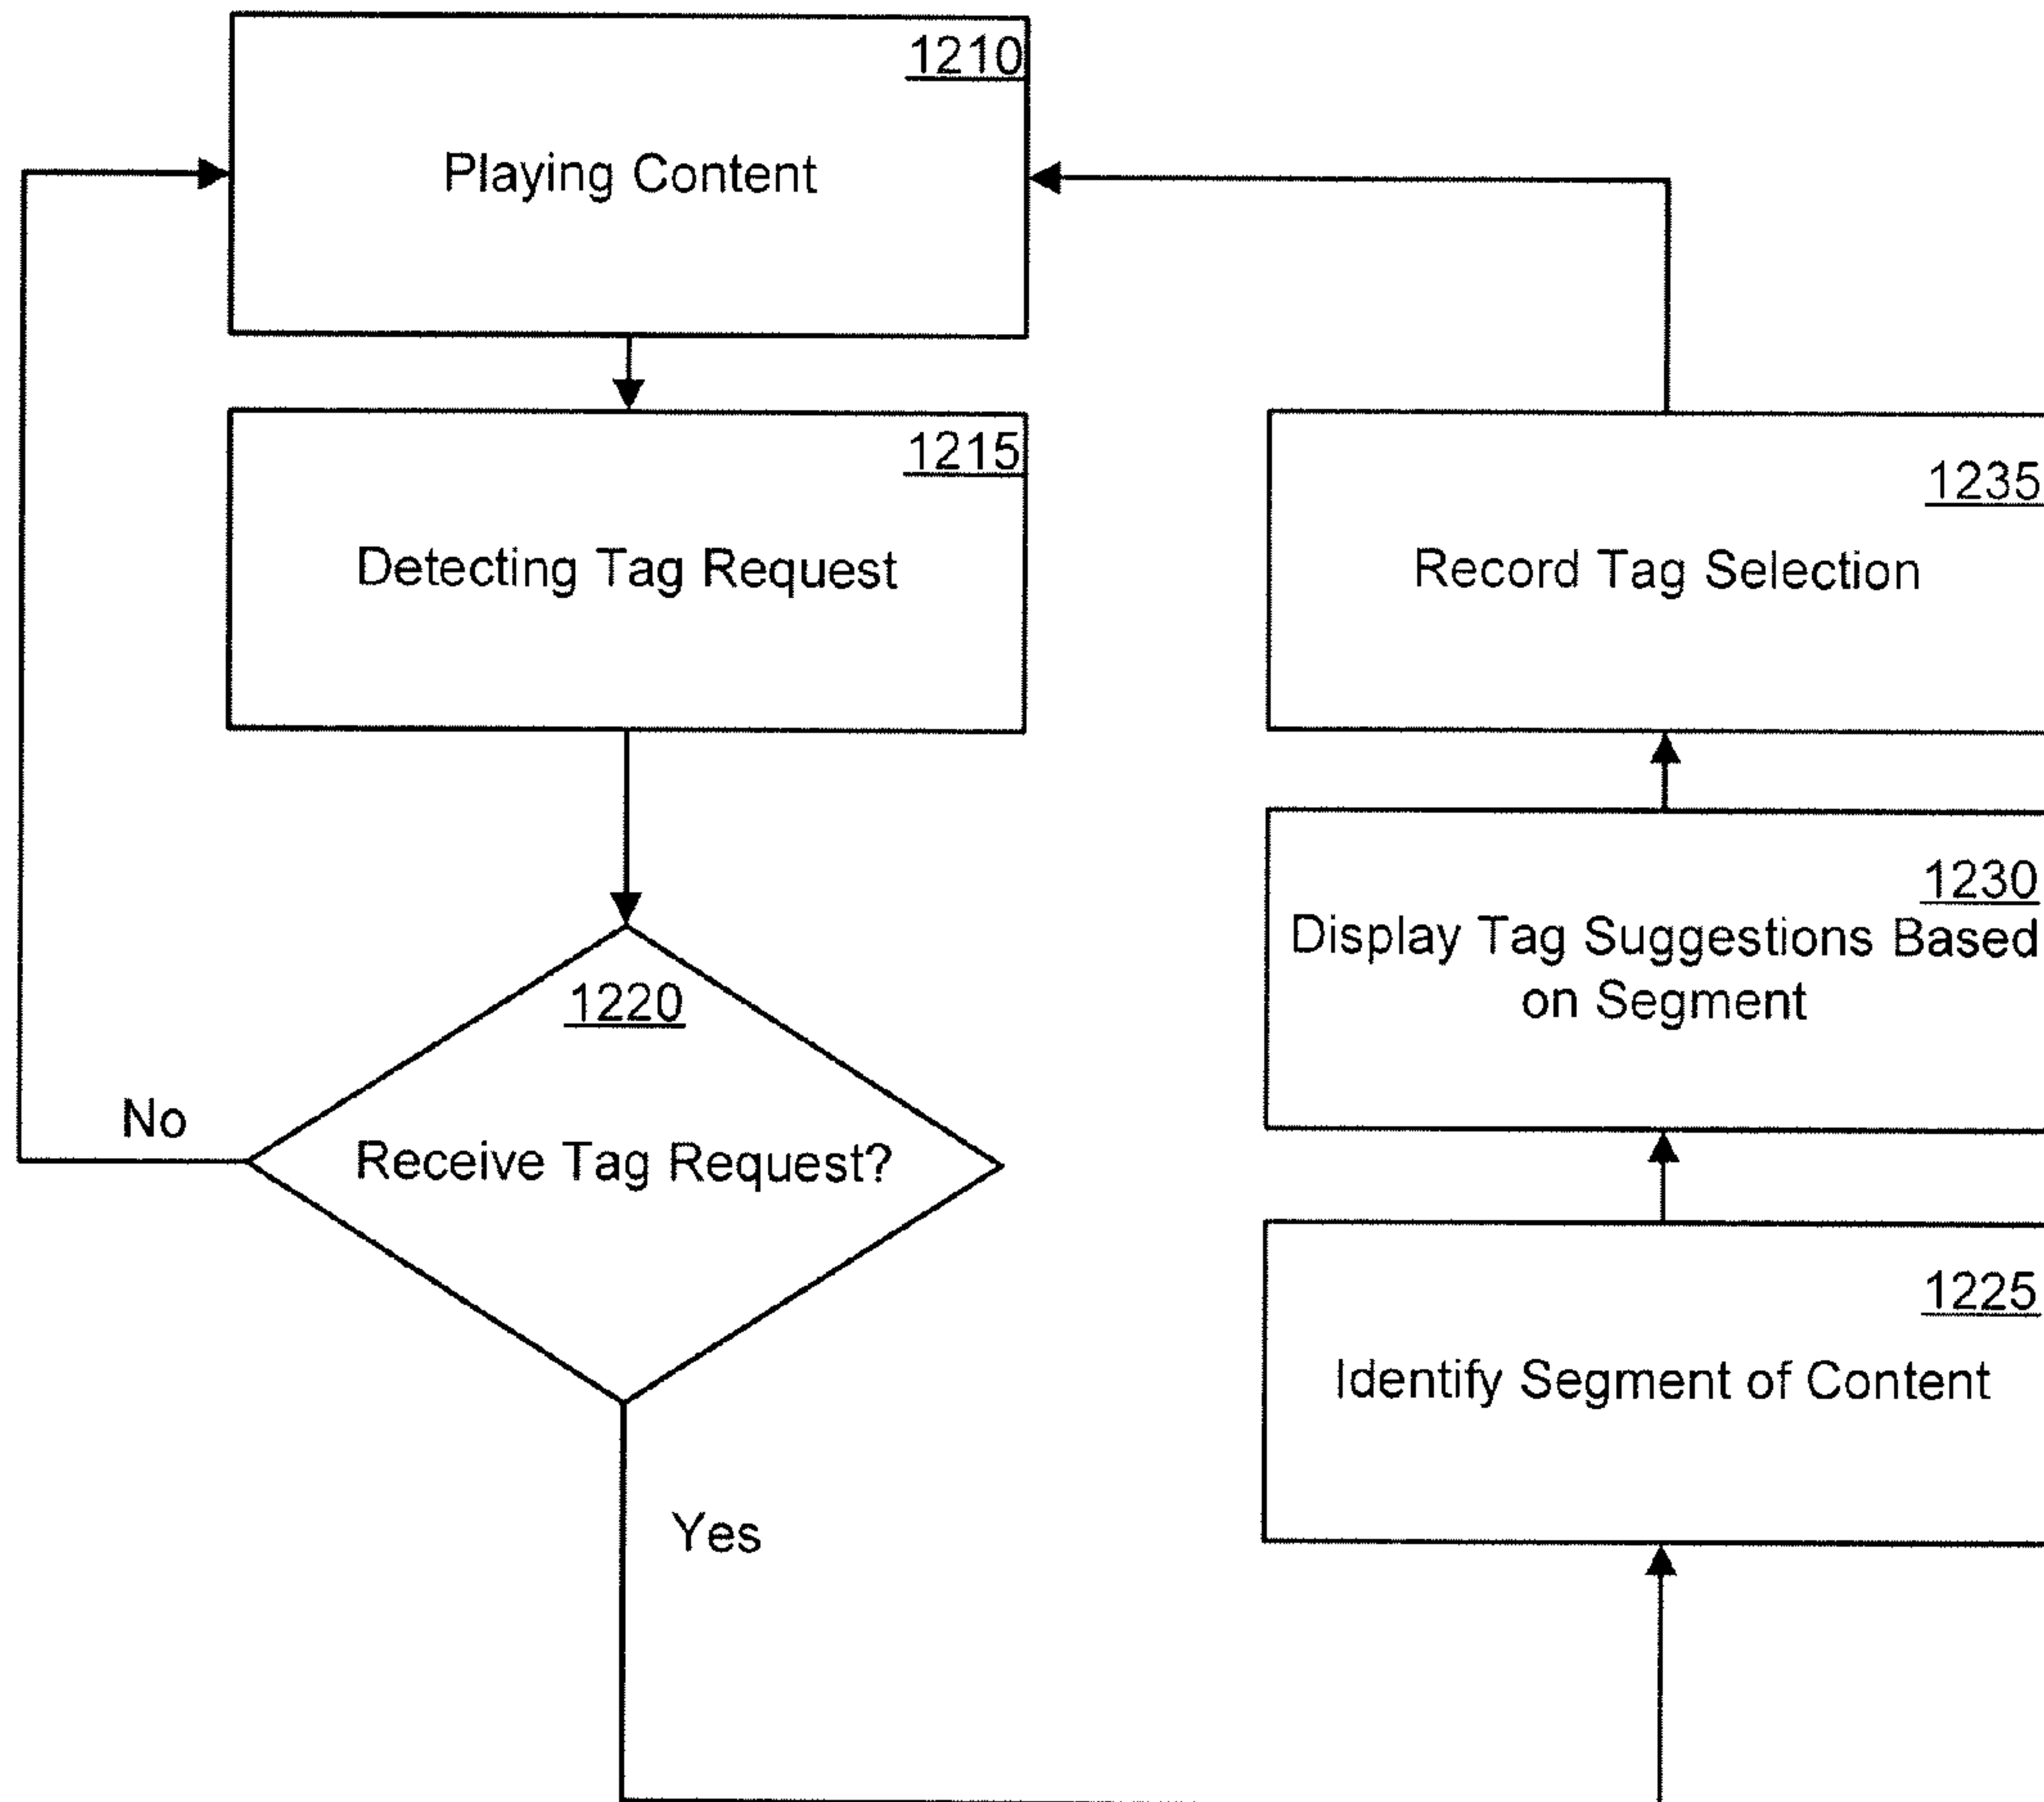 1210
Playing Content
1215
Detecting Tag Request
1220
Receive Tag Request?
No
Yes
1235
Record Tag Selection
1230
Display Tag Suggestions Based
on Segment
1225
Identify Segment of Content